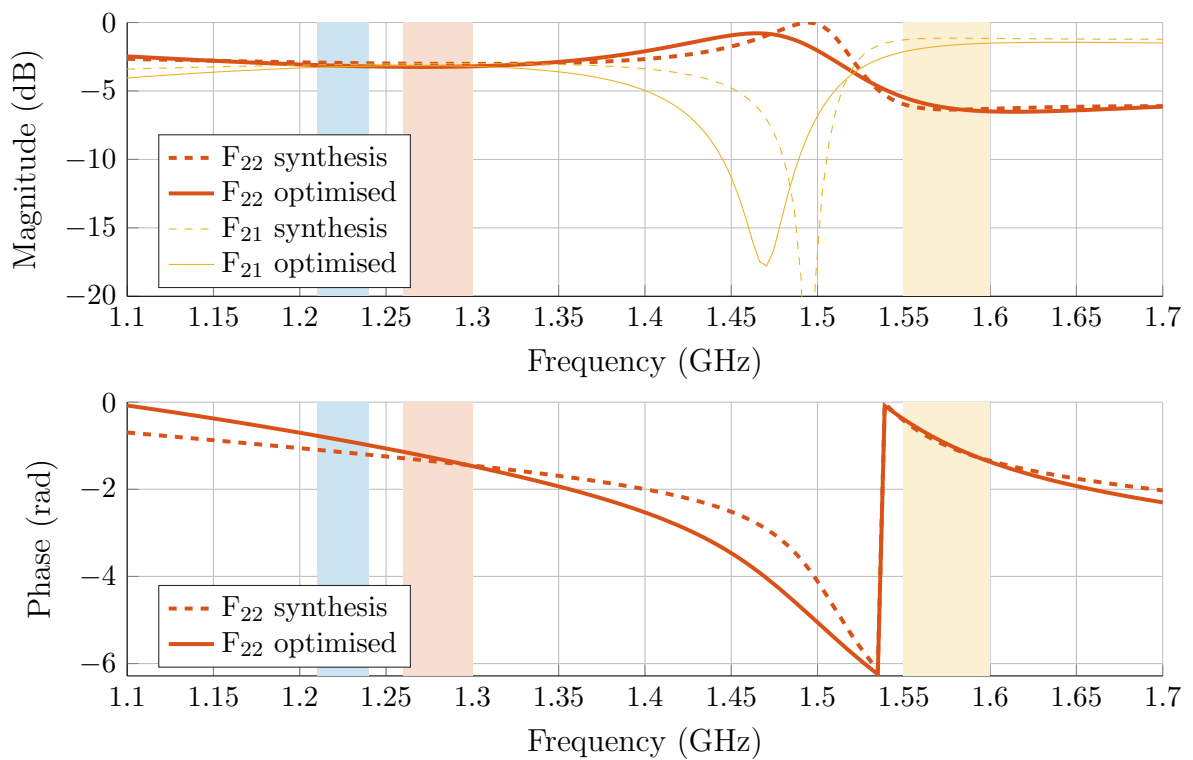 0
−5
−10
−15
−20
Magnitude (dB)
F22 synthesis
F22 optimised
F21 synthesis
F21 optimised
1.1 1.15 1.2 1.25 1.3 1.35 1.4 1.45 1.5 1.55 1.6 1.65 1.7
Frequency (GHz)
0
−2
−4
−6
Phase (rad)
F22 synthesis
F22 optimised
1.1 1.15 1.2 1.25 1.3 1.35 1.4 1.45 1.5 1.55 1.6 1.65 1.7
Frequency (GHz)